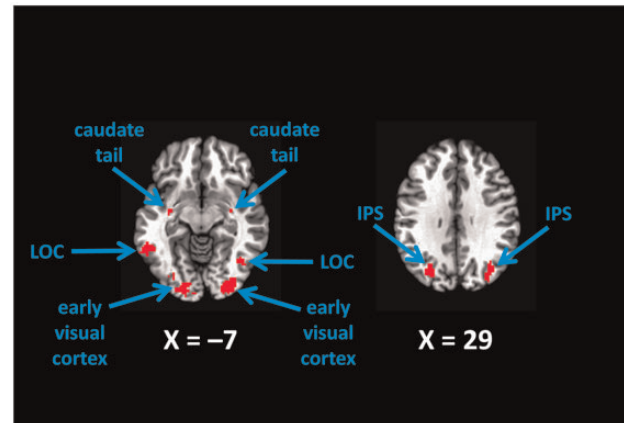 caudate
tail
caudate
tail
IPS
IPS
LOC
LOC
early
visual
cortex
early
visual
cortex
X = –7
X = 29